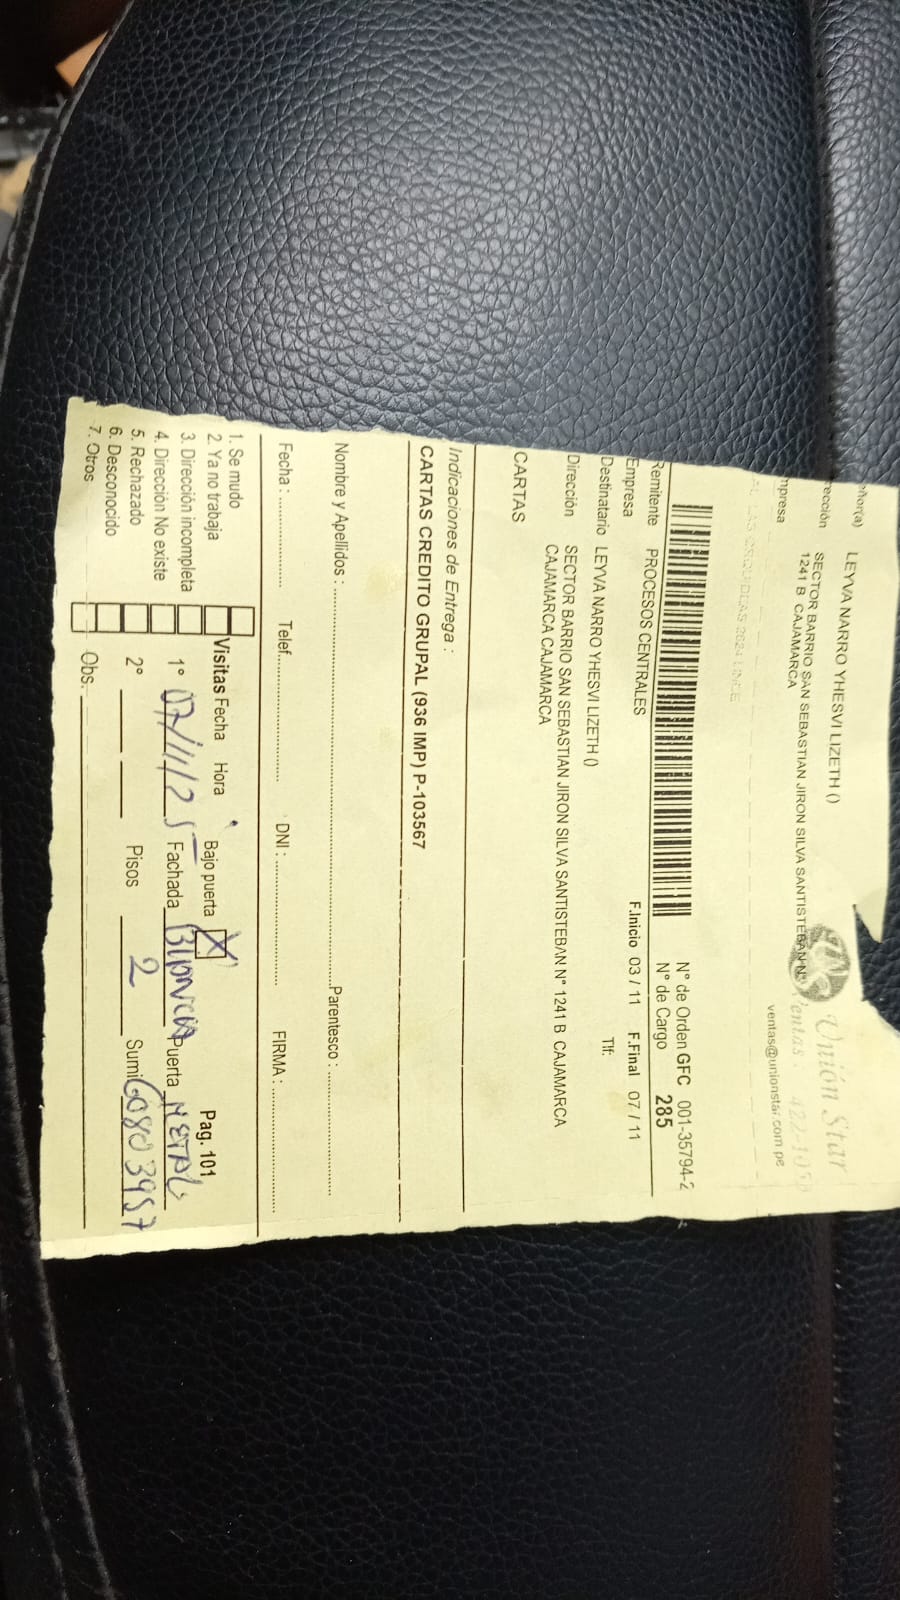 Unión Star
Ventas : 422-105
ventas@unionstar.com.pe
LEYVA NARRO YHESVI LIZETH ()
SECTOR BARRIO SAN SEBASTIAN JIRON SILVA SANTISTEBAN N°
1241 B CAJAMARCA
N° de Orden GFC 001-35794-2
N° de Cargo 285
Remitente PROCESOS CENTRALES
Empresa
F.Inicio 03 / 11 F.Final 07 / 11
Destinatario LEYVA NARRO YHESVI LIZETH () Tlf:
Dirección SECTOR BARRIO SAN SEBASTIAN JIRON SILVA SANTISTEBAN N° 1241 B CAJAMARCA
CAJAMARCA CAJAMARCA
CARTAS
Indicaciones de Entrega :
CARTAS CREDITO GRUPAL (936 IMP) P-103567
Nombre y Apellidos : Parentesco :
Fecha : Telef. DNI : FIRMA :
1. Se mudo
2. Ya no trabaja
3. Dirección incompleta
4. Dirección No existe
5. Rechazado
6. Desconocido
7. Otros
Visitas Fecha Hora Bajo puerta X Pag. 101
1° 07/11/25 Fachada Blanca Puerta METAL
2° Pisos 2 Sumi 60803957
Obs.